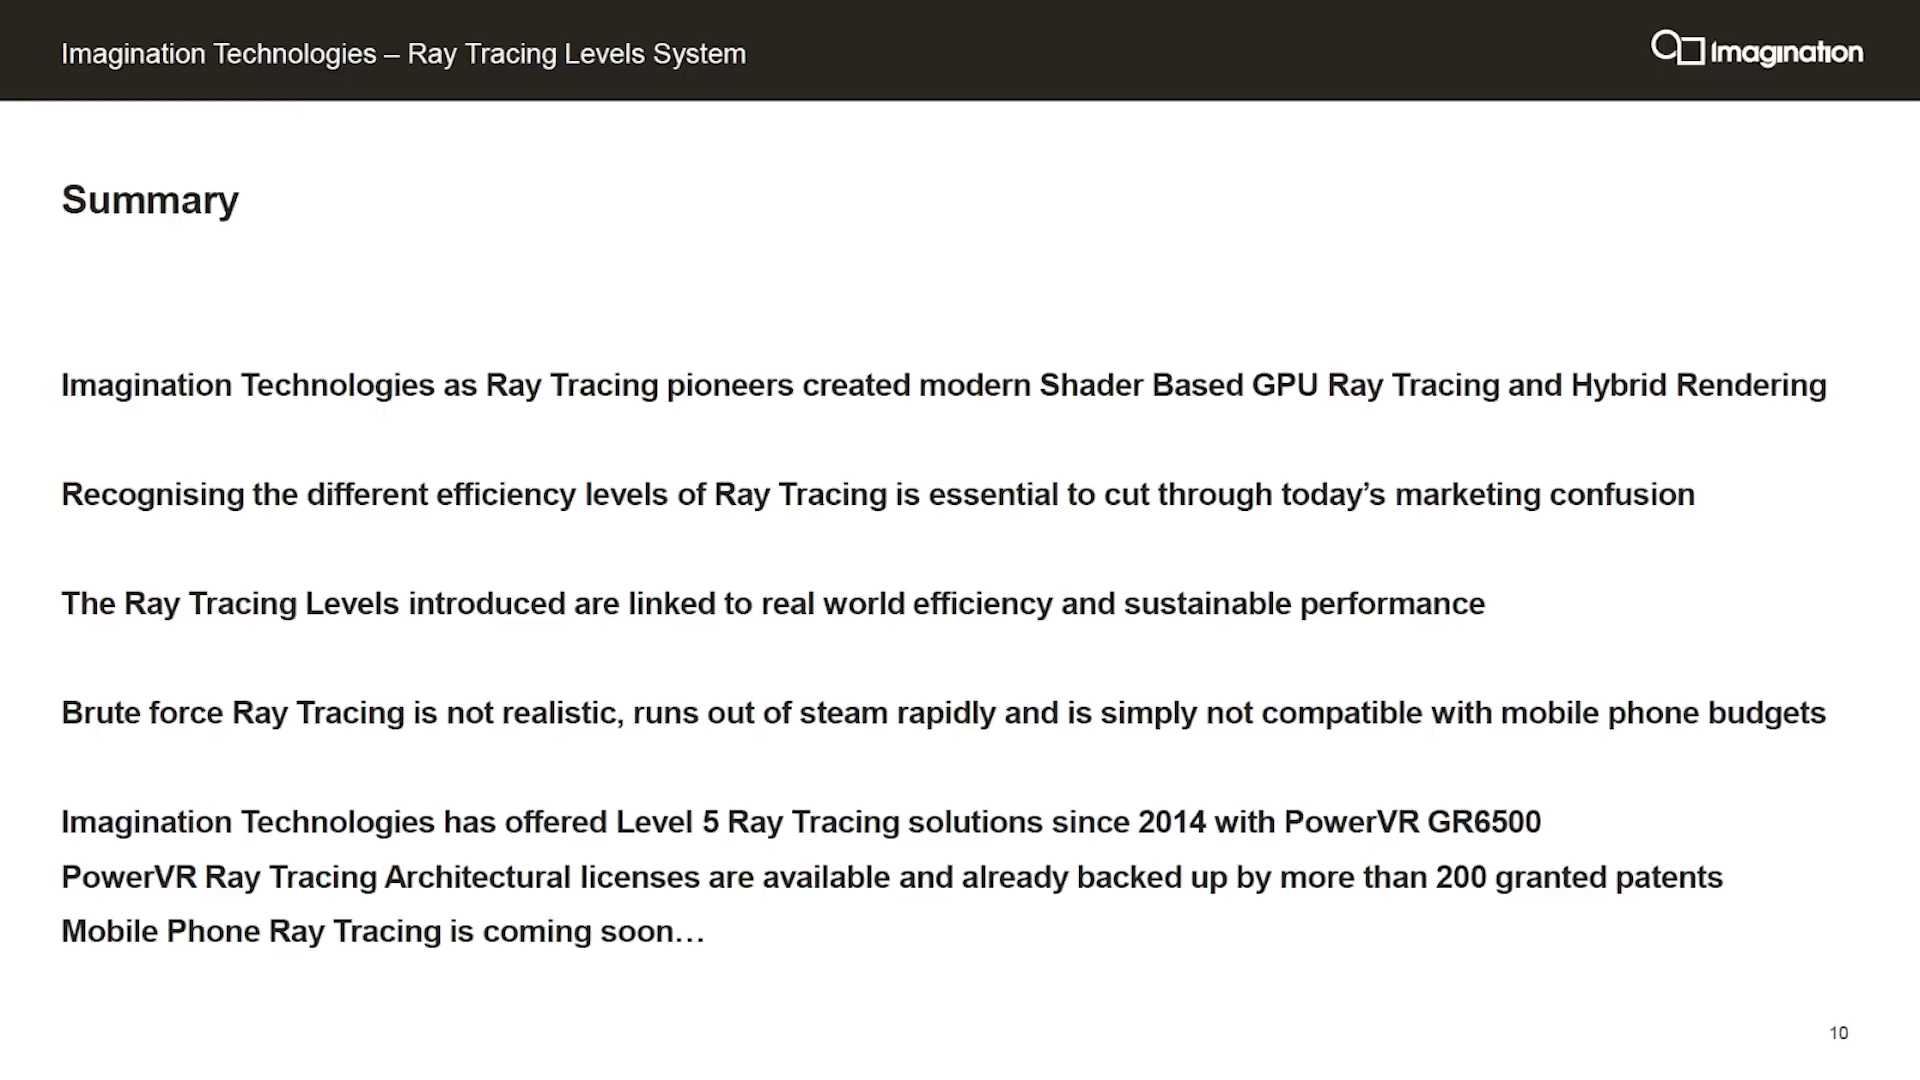 Imagination Technologies – Ray Tracing Levels System
Imagination
Summary
Imagination Technologies as Ray Tracing pioneers created modern Shader Based GPU Ray Tracing and Hybrid Rendering
Recognising the different efficiency levels of Ray Tracing is essential to cut through today’s marketing confusion
The Ray Tracing Levels introduced are linked to real world efficiency and sustainable performance
Brute force Ray Tracing is not realistic, runs out of steam rapidly and is simply not compatible with mobile phone budgets
Imagination Technologies has offered Level 5 Ray Tracing solutions since 2014 with PowerVR GR6500
PowerVR Ray Tracing Architectural licenses are available and already backed up by more than 200 granted patents
Mobile Phone Ray Tracing is coming soon…
10